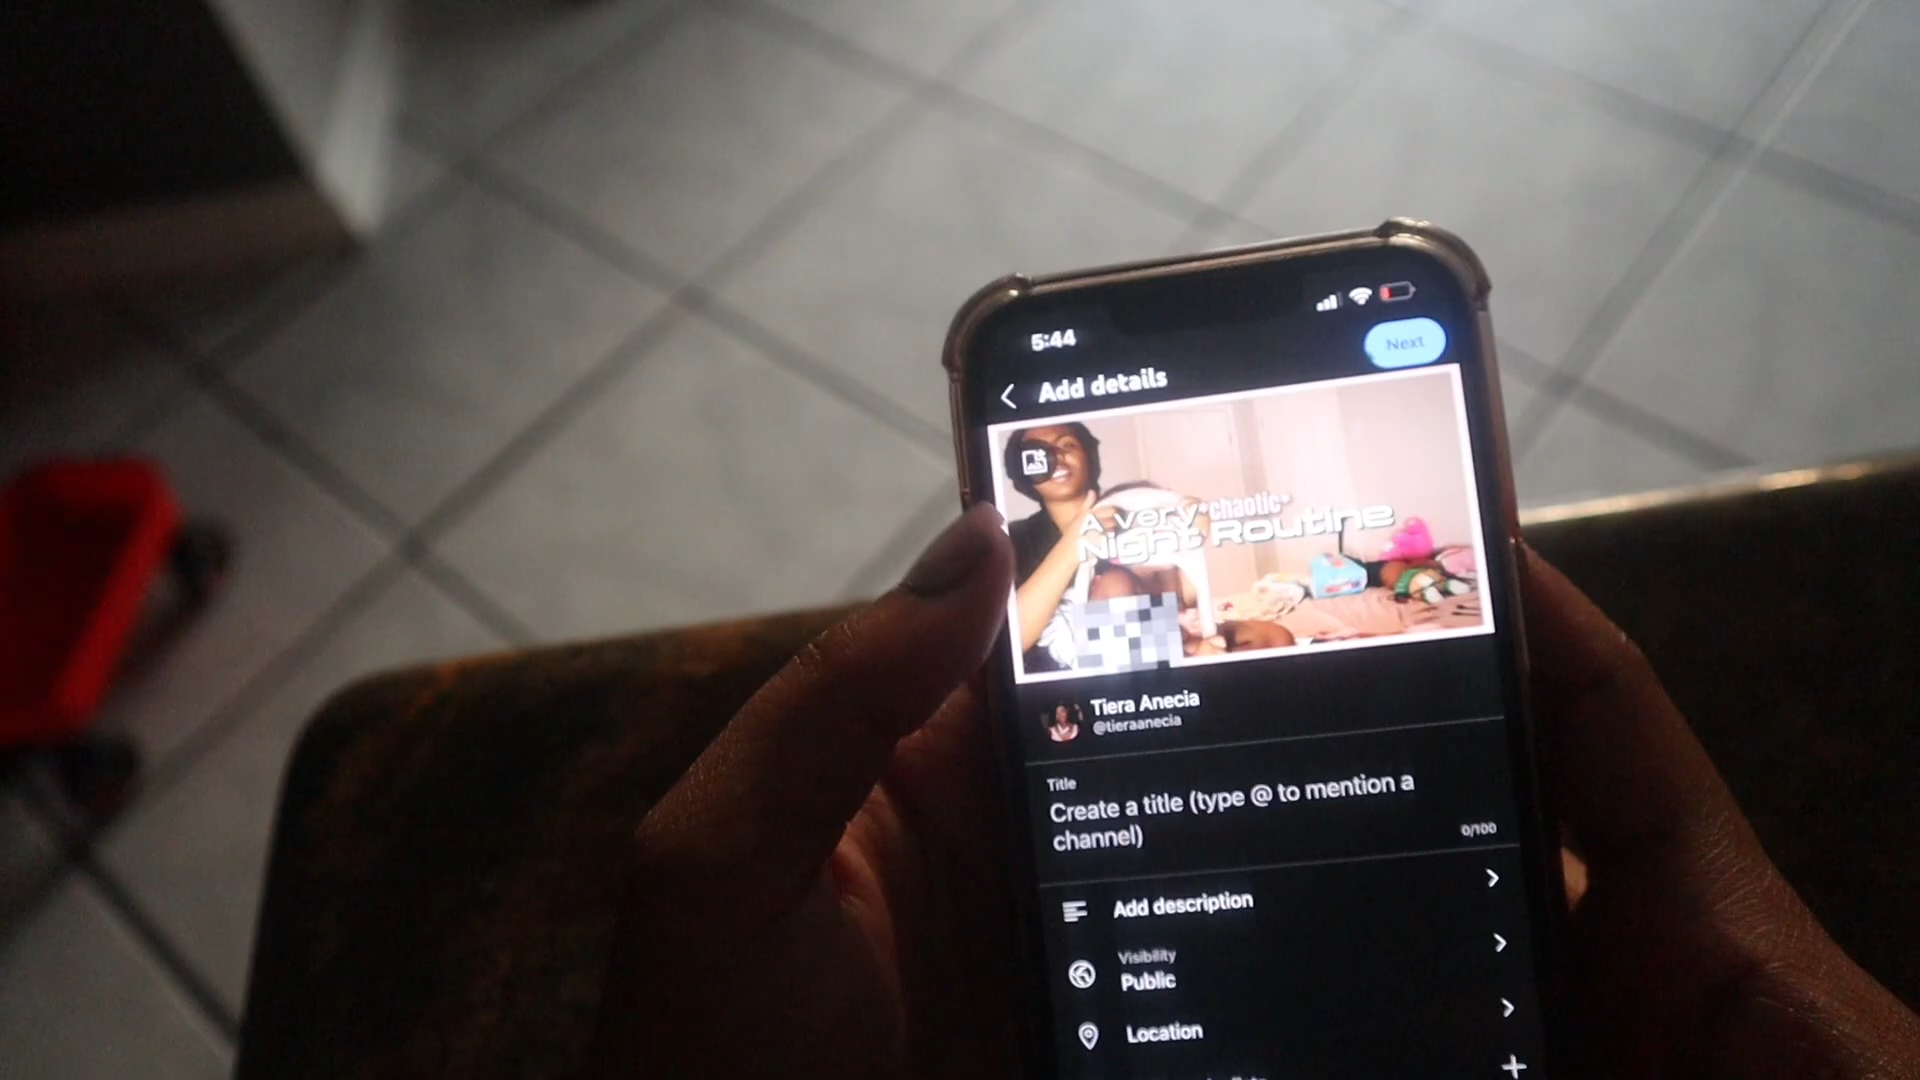 5:44
Next
Add details
A very *chaotic*
Night Routine
Tiera Anecia
@tieraanecia
Title
Create a title (type @ to mention a
channel)
0/100
Add description
Visibility
Public
Location